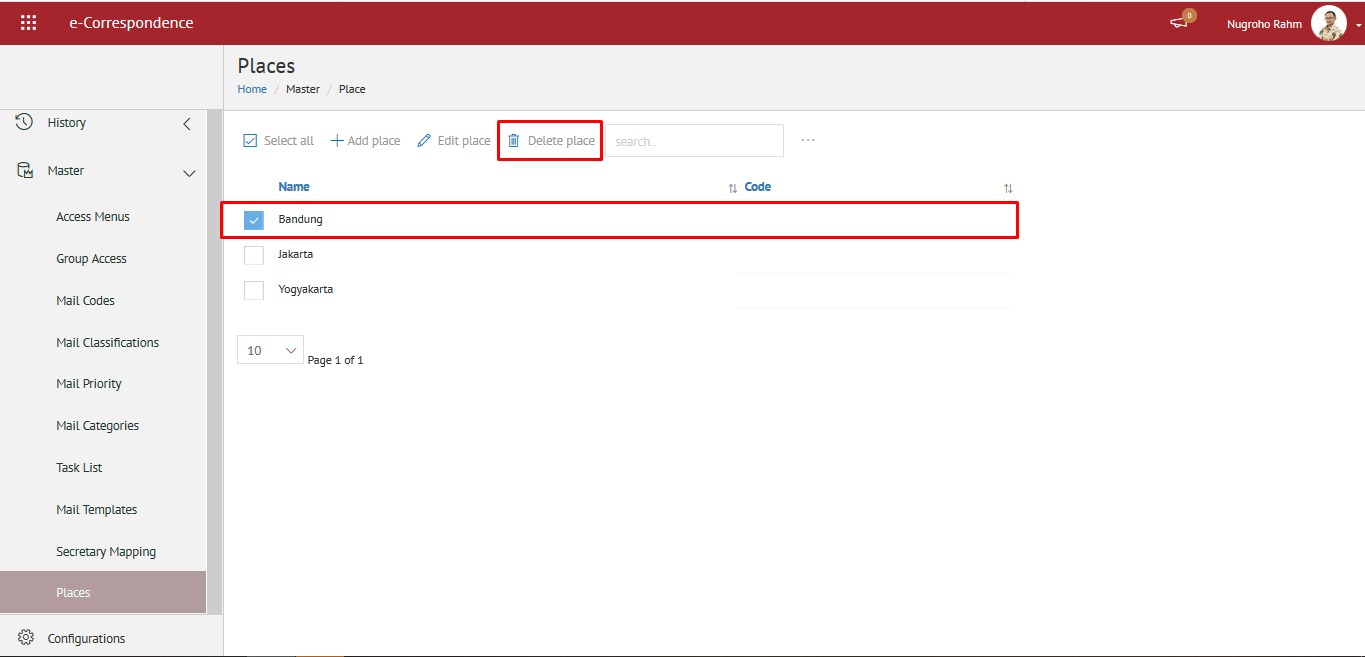 e-Correspondence
0
Nugroho Rahm
Places
Home / Master / Place
History
Master
Access Menus
Group Access
Mail Codes
Mail Classifications
Mail Priority
Mail Categories
Task List
Mail Templates
Secretary Mapping
Places
Configurations
Select all Add place Edit place Delete place search.. ...
Name Code
Bandung
Jakarta
Yogyakarta
10 Page 1 of 1